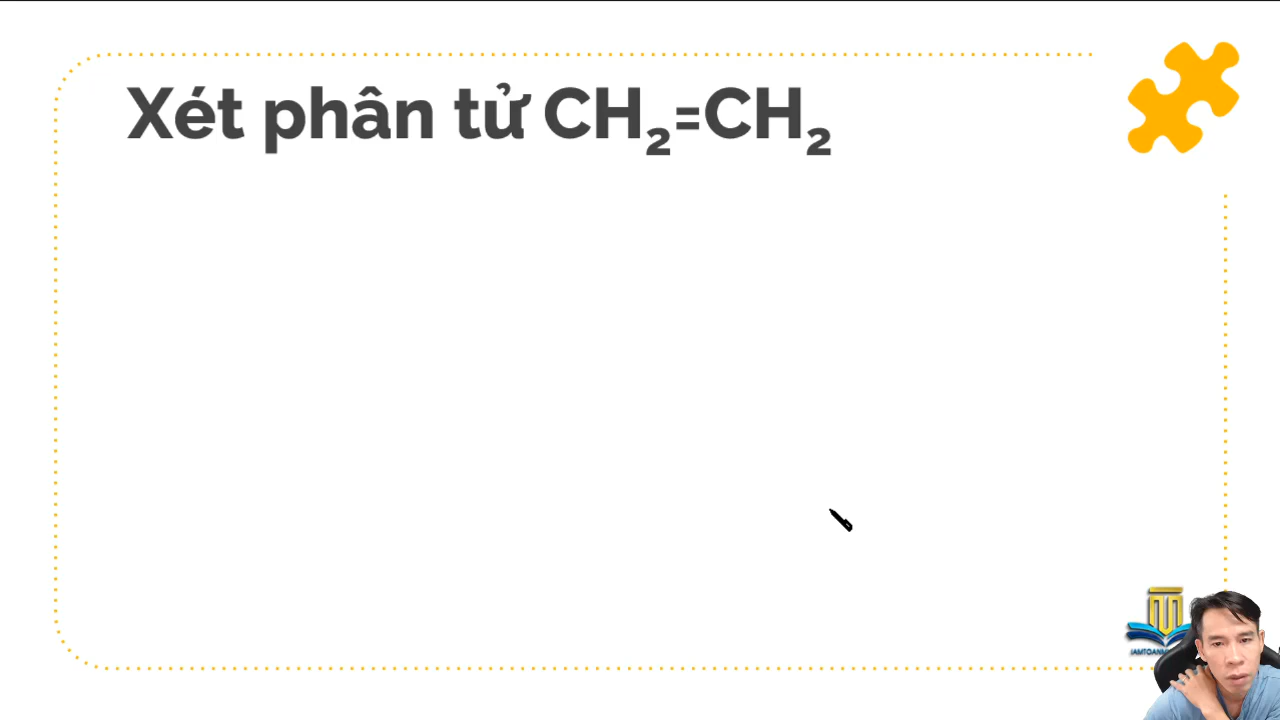 Xét phân tử CH₂=CH₂